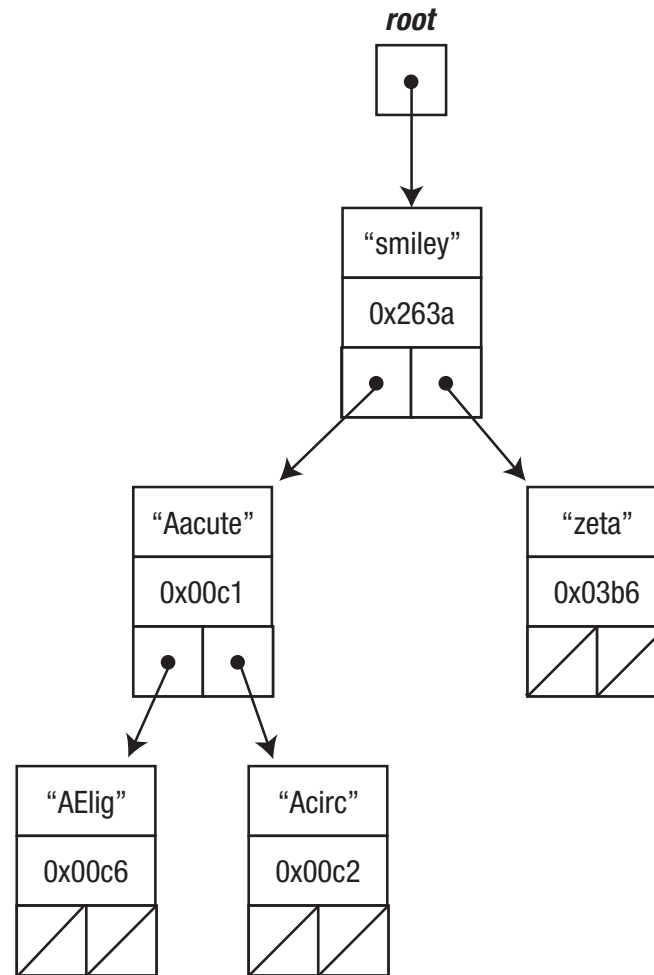 root
“smiley”
0x263a
“Aacute”
0x00c1
“zeta”
0x03b6
“AElig”
0x00c6
“Acirc”
0x00c2